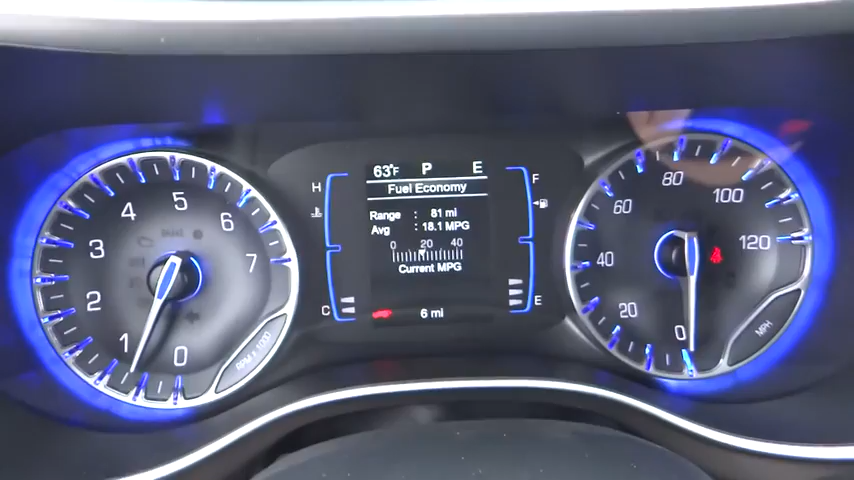 0
1
2
3
4
5
6
7
RPM x 1000
63°F P E
Fuel Economy
Range : 81 mi
Avg : 18.1 MPG
0 20 40
Current MPG
6 mi
H
C
F
E
0
20
40
60
80
100
120
MPH